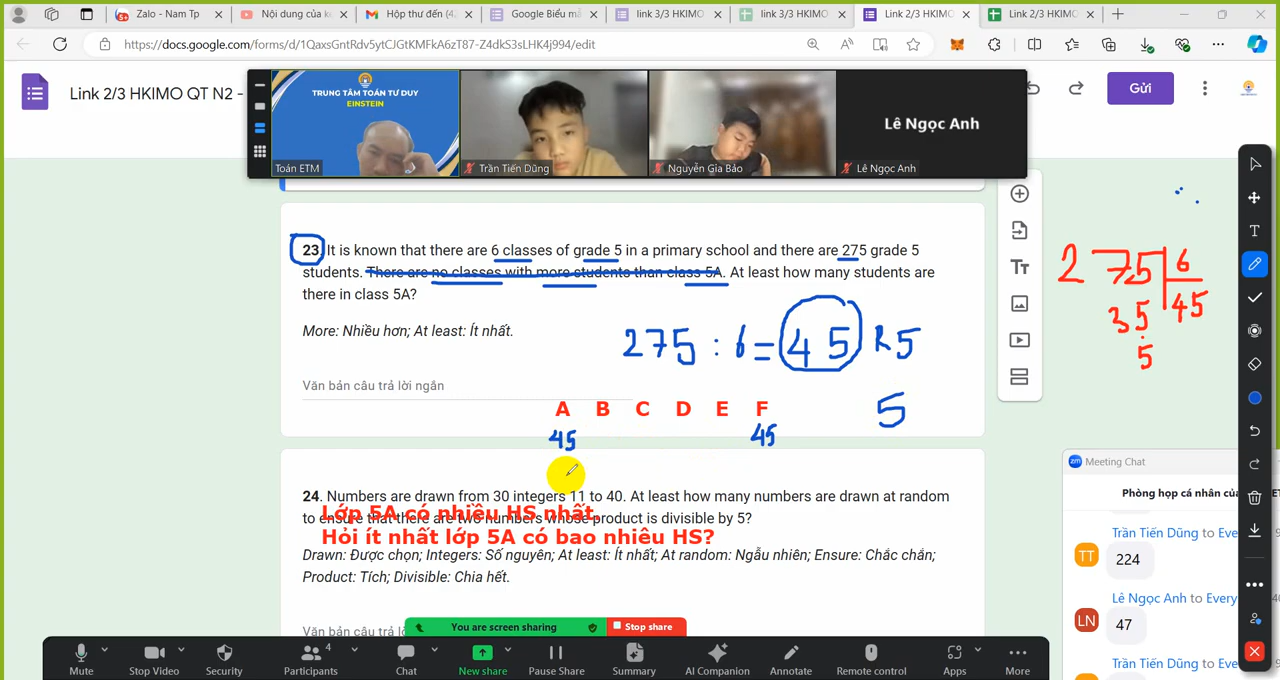 Zalo - Nam Tp
Nội dung của k
Hộp thư đến (4
Google Biểu m
link 3/3 HKIMO
link 3/3 HKIMO
Link 2/3 HKIMO
Link 2/3 HKIMO
https://docs.google.com/forms/d/1QaxsGntRdv5ytCJGtKMFkA6zT87-Z4dkS3sLHK4j994/edit
Link 2/3 HKIMO QT N2 -
Gửi
TRUNG TÂM TOÁN TƯ DUY
EINSTEIN
Toán ETM
Trần Tiến Dũng
Nguyễn Gia Bảo
Lê Ngọc Anh
Lê Ngọc Anh
23. It is known that there are 6 classes of grade 5 in a primary school and there are 275 grade 5
students. There are no classes with more students than class 5A. At least how many students are
there in class 5A?
More: Nhiều hơn; At least: Ít nhất.
275 : 6 = 45 R5
Văn bản câu trả lời ngắn
A B C D E F
5
45 45
275 6
35 45
5
24. Numbers are drawn from 30 integers 11 to 40. At least how many numbers are drawn at random
to ensure that there are two numbers whose product is divisible by 5?
Lớp 5A có nhiều HS nhất.
Hỏi ít nhất lớp 5A có bao nhiêu HS?
Drawn: Được chọn; Integers: Số nguyên; At least: Ít nhất; At random: Ngẫu nhiên; Ensure: Chắc chắn;
Product: Tích; Divisible: Chia hết.
Văn bản câu trả lờ
You are screen sharing
Stop share
zm Meeting Chat
Phòng họp cá nhân củ
Trần Tiến Dũng to Eve
TT
224
Lê Ngọc Anh to Every
LN
47
Trần Tiến Dũng to Eve
Mute
Stop Video
Security
Participants
4
Chat
New share
Pause Share
Summary
AI Companion
Annotate
Remote control
Apps
More